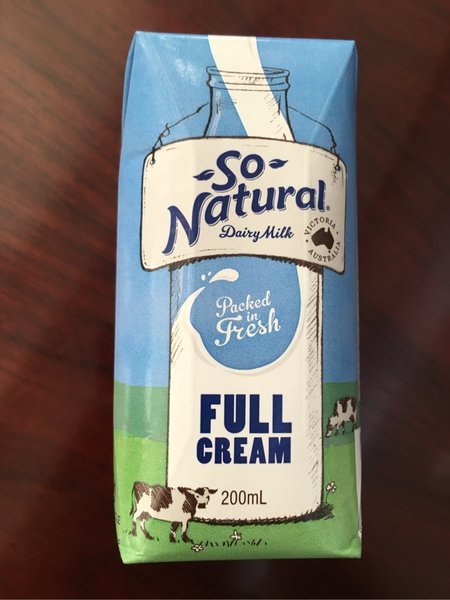 So
Natural®
Dairy Milk
VICTORIA
AUSTRALIA
Packed
in
Fresh
FULL
CREAM
200mL